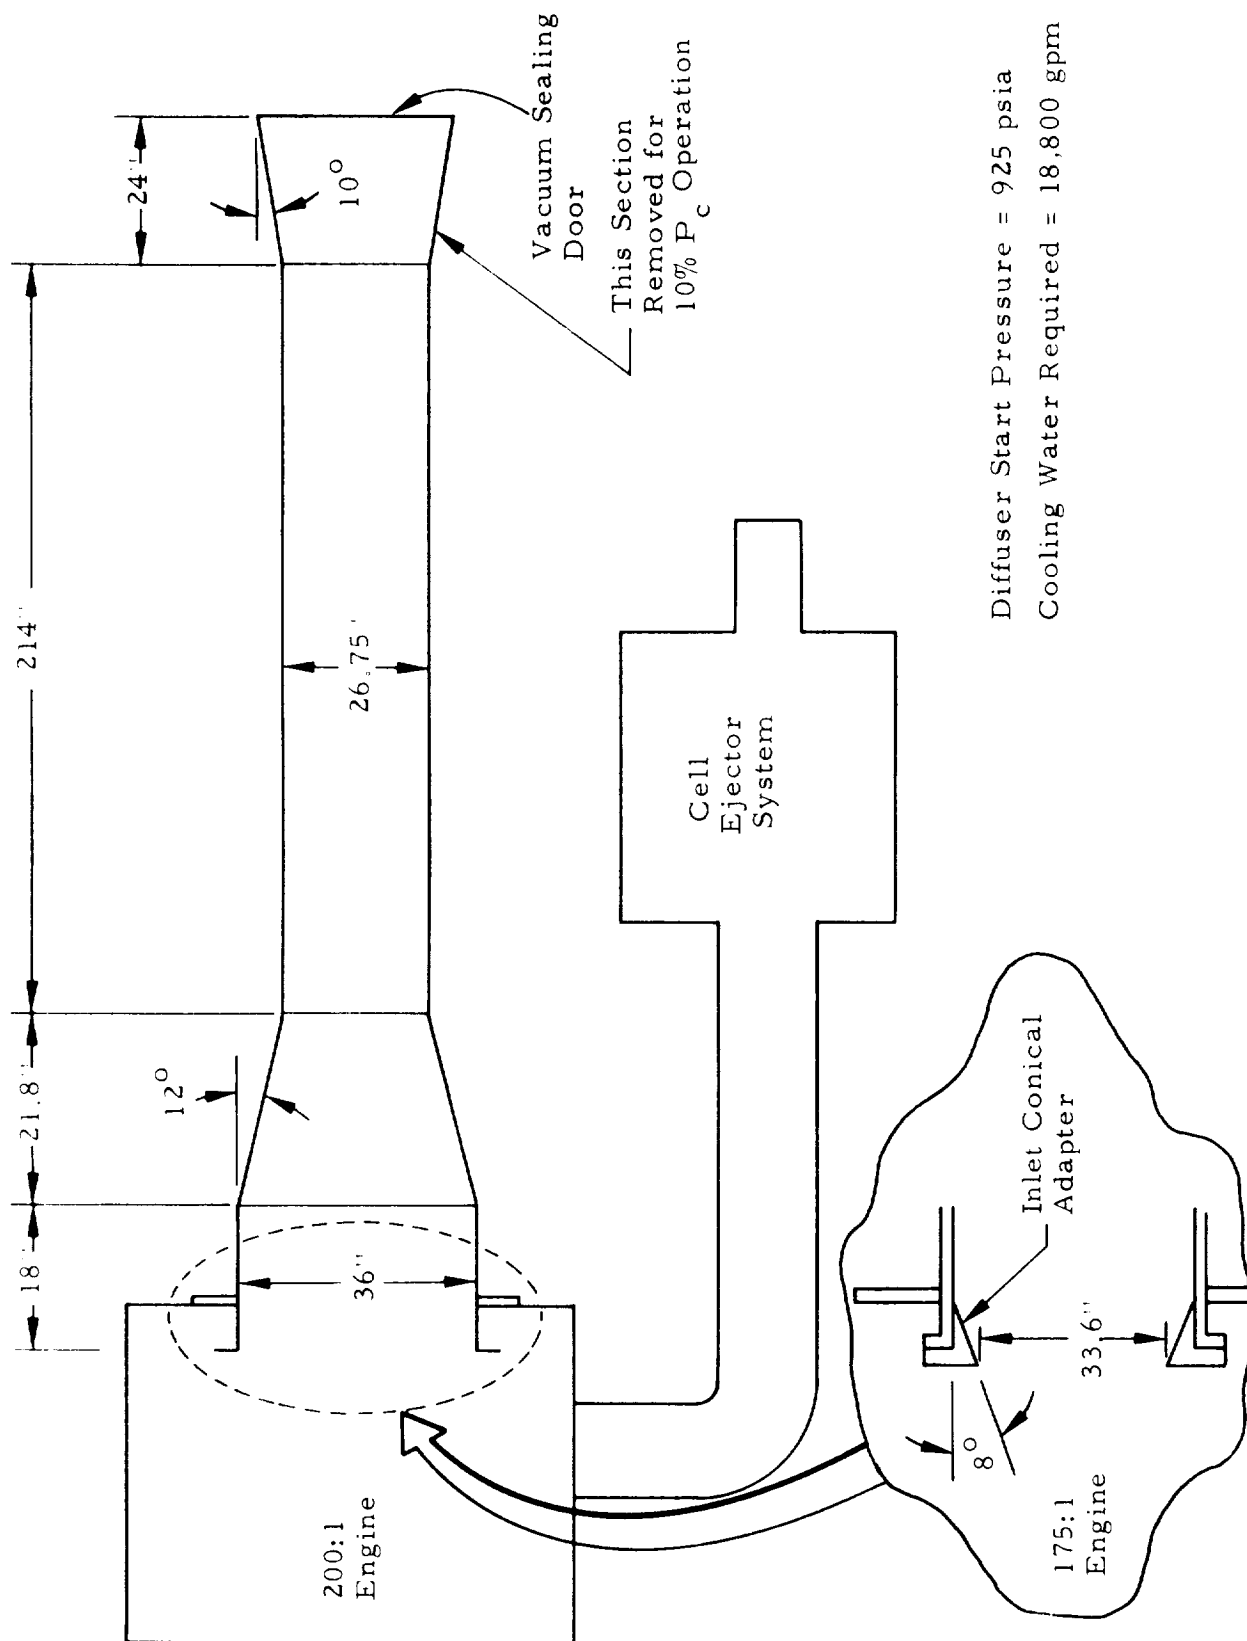 18"
21.8"
214"
24"
12°
10°
36"
26.75'
Vacuum Sealing
Door
This Section
Removed for
10% P_c Operation
200:1
Engine
Cell
Ejector
System
175:1
Engine
8°
33.6"
Inlet Conical
Adapter
Diffuser Start Pressure = 925 psia
Cooling Water Required = 18,800 gpm